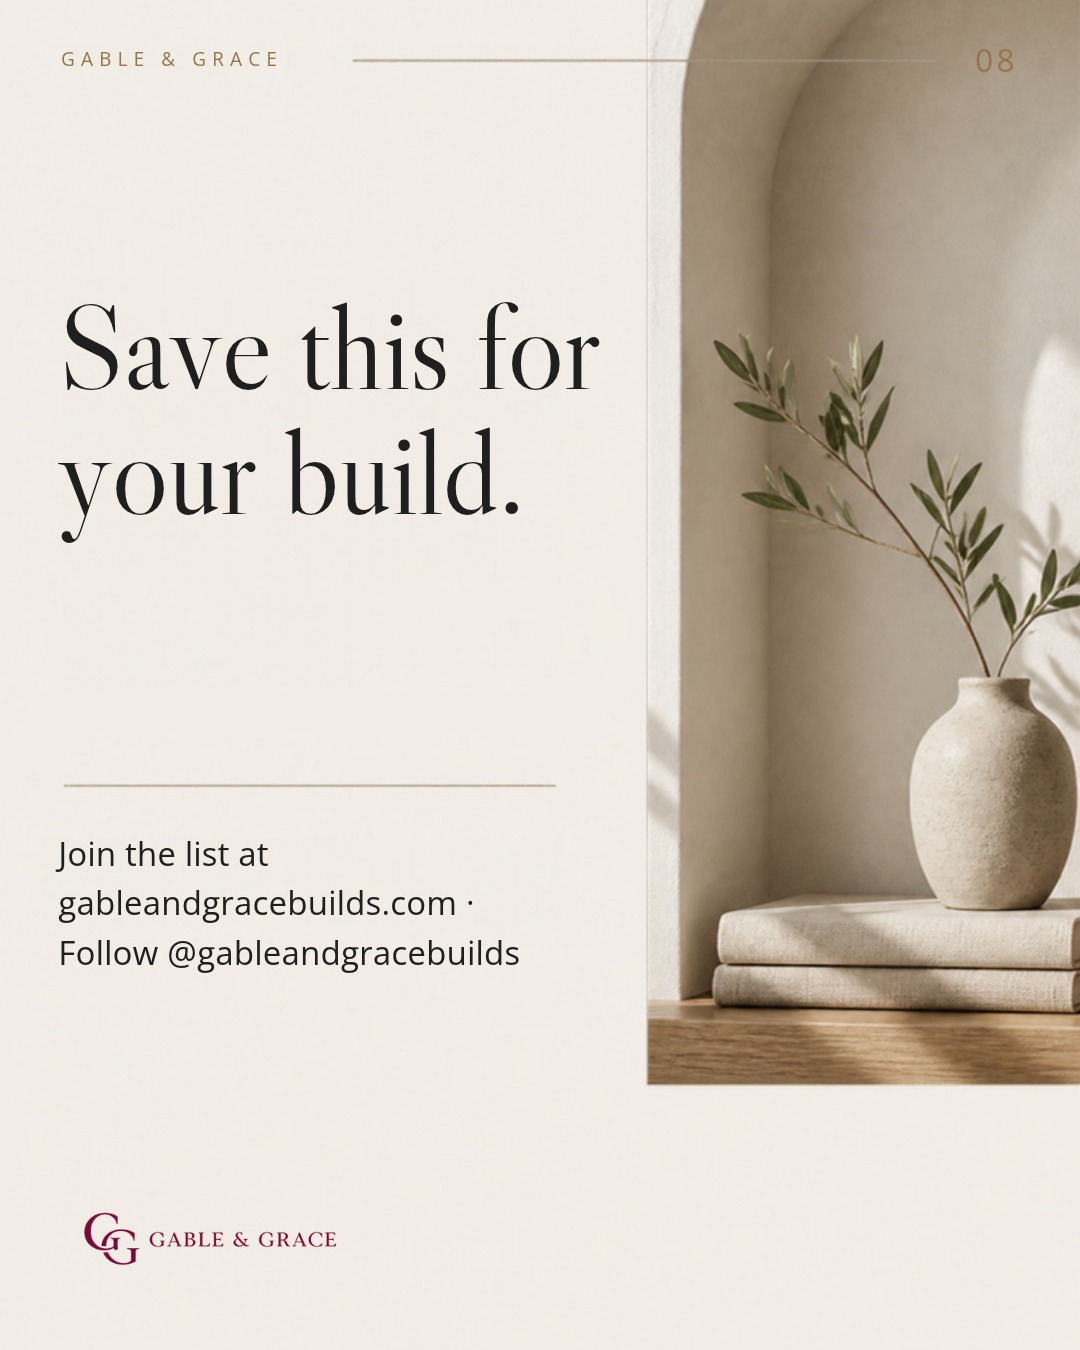 GABLE & GRACE
08
Save this for
your build.
Join the list at
gableandgracebuilds.com ·
Follow @gableandgracebuilds
GG GABLE & GRACE